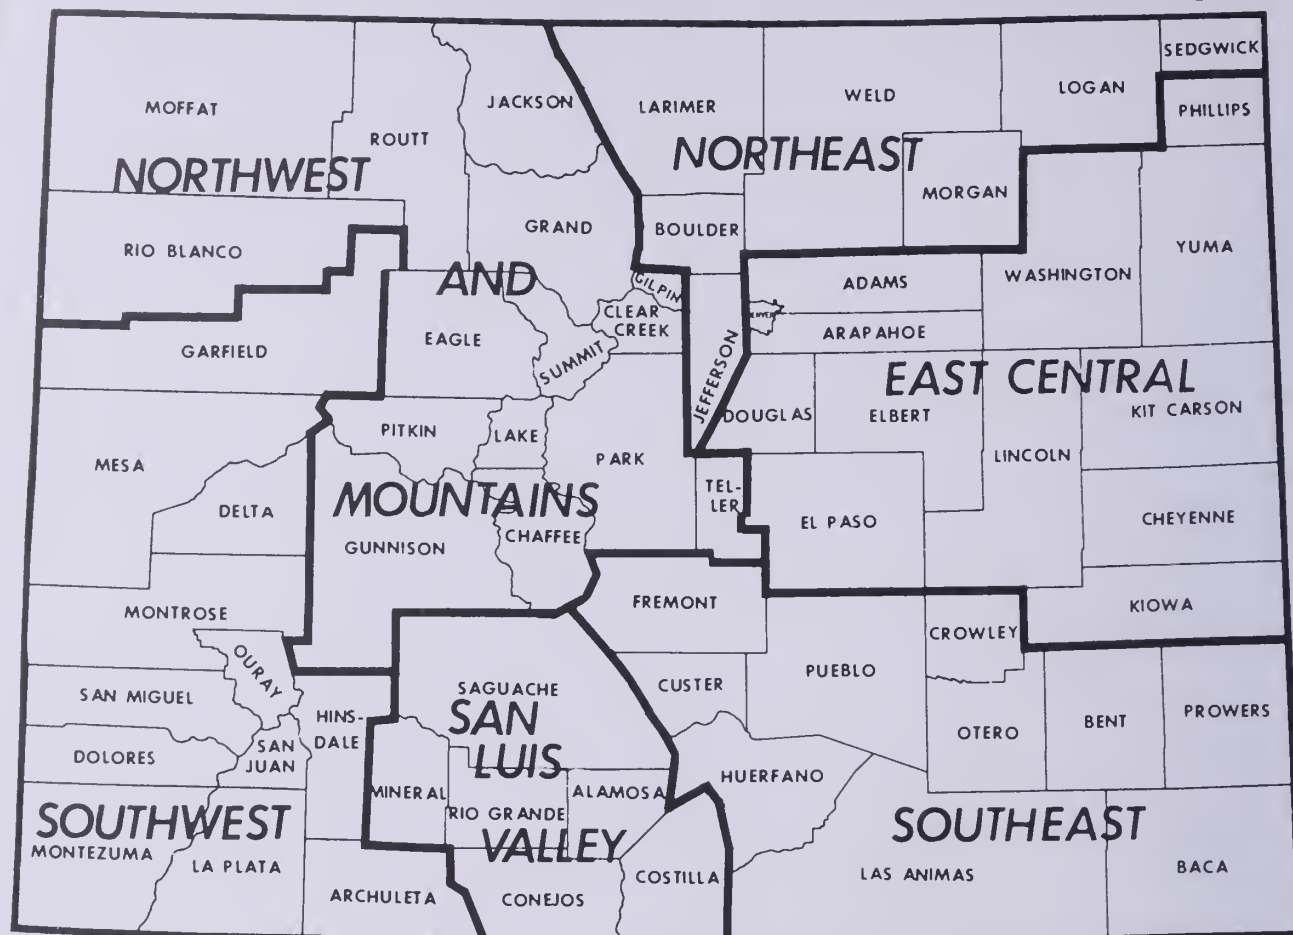 SEDGWICK
MOFFAT
ROUTT
JACKSON
LARIMER
WELD
LOGAN
PHILLIPS
NORTHWEST
NORTHEAST
MORGAN
RIO BLANCO
GRAND
BOULDER
YUMA
AND
GILPIN
ADAMS
WASHINGTON
CLEAR
CREEK
DENVER
ARAPAHOE
GARFIELD
EAGLE
SUMMIT
JEFFERSON
EAST CENTRAL
DOUGLAS
ELBERT
KIT CARSON
PITKIN
LAKE
MESA
PARK
LINCOLN
MOUNTAINS
TEL-
LER
DELTA
EL PASO
CHEYENNE
GUNNISON
CHAFFEE
MONTROSE
FREMONT
KIOWA
CROWLEY
OURAY
SAN MIGUEL
SAGUACHE
CUSTER
PUEBLO
SAN
LUIS
VALLEY
HINS-
DALE
OTERO
BENT
PROWERS
DOLORES
SAN
JUAN
MINERAL
RIO GRANDE
ALAMOSA
HUERFANO
SOUTHWEST
SOUTHEAST
MONTEZUMA
LA PLATA
ARCHULETA
CONEJOS
COSTILLA
LAS ANIMAS
BACA